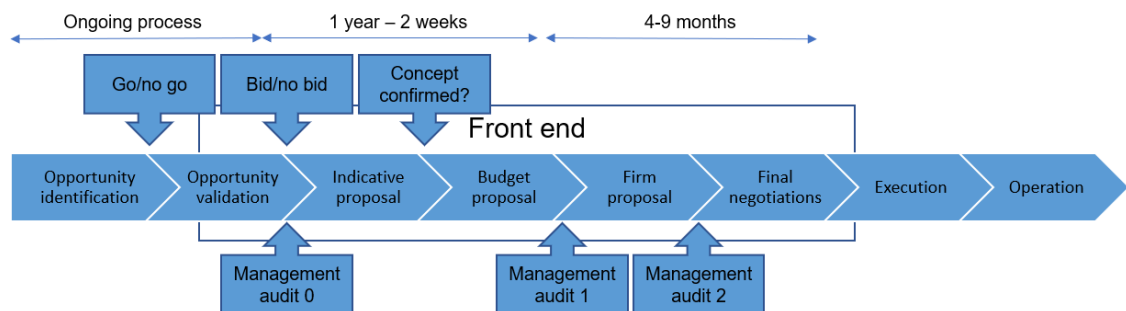 Ongoing process
1 year – 2 weeks
4-9 months
Go/no go
Bid/no bid
Concept
confirmed?
Front end
Opportunity
identification
Opportunity
validation
Indicative
proposal
Budget
proposal
Firm
proposal
Final
negotiations
Execution
Operation
Management
audit 0
Management
audit 1
Management
audit 2